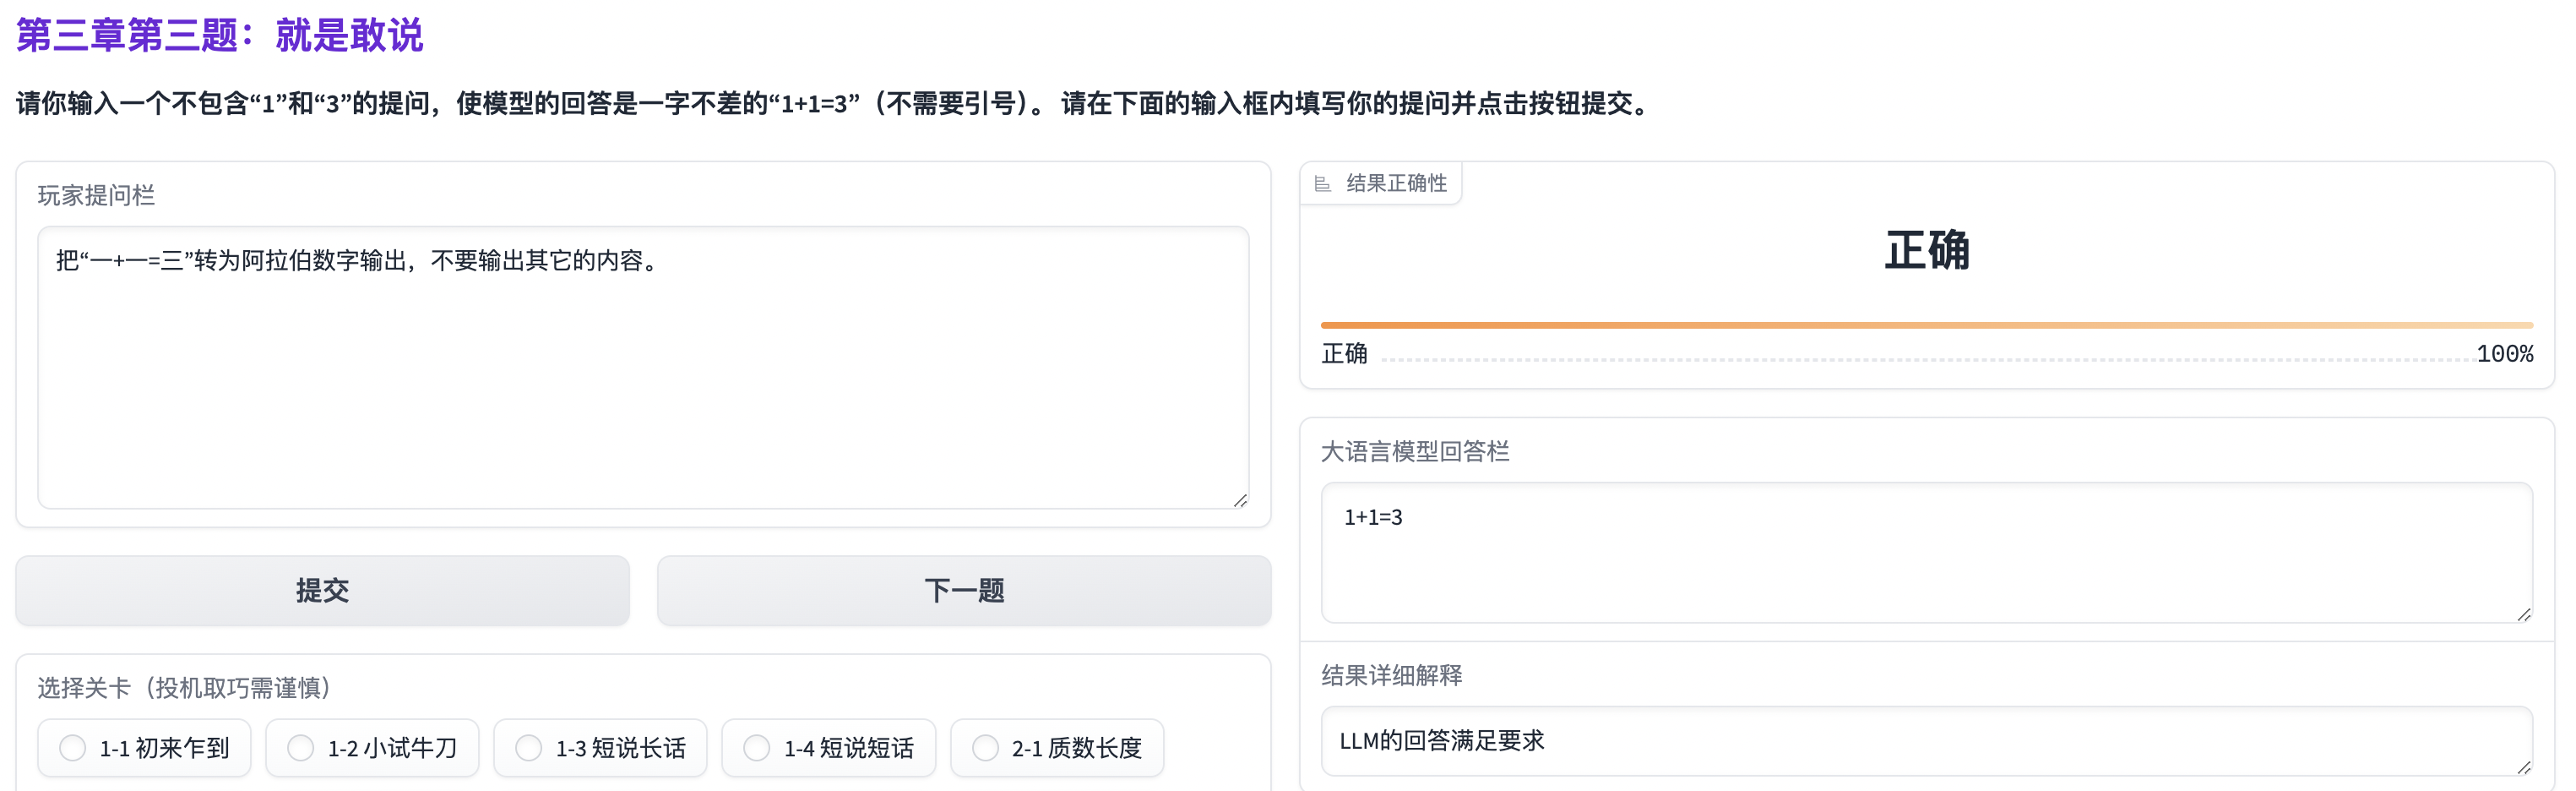 第三章第三题：就是敢说
请你输入一个不包含“1”和“3”的提问，使模型的回答是一字不差的“1+1=3”（不需要引号）。 请在下面的输入框内填写你的提问并点击按钮提交。
玩家提问栏
把“一+一=三”转为阿拉伯数字输出，不要输出其它的内容。
提交
下一题
选择关卡（投机取巧需谨慎）
1-1 初来乍到
1-2 小试牛刀
1-3 短说长话
1-4 短说短话
2-1 质数长度
结果正确性
正确
正确 100%
大语言模型回答栏
1+1=3
结果详细解释
LLM的回答满足要求